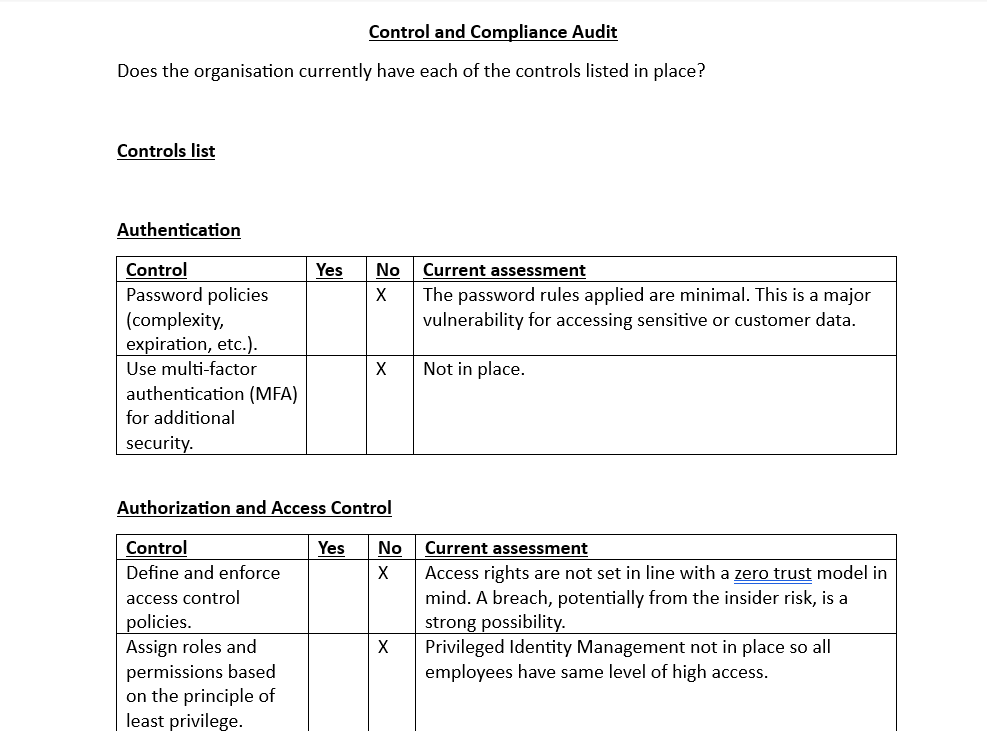 Control and Compliance Audit
Does the organisation currently have each of the controls listed in place?
Controls list
Authentication
Control Yes No Current assessment
Password policies X The password rules applied are minimal. This is a major
(complexity, vulnerability for accessing sensitive or customer data.
expiration, etc.).
Use multi-factor X Not in place.
authentication (MFA)
for additional
security.
Authorization and Access Control
Control Yes No Current assessment
Define and enforce X Access rights are not set in line with a zero trust model in
access control mind. A breach, potentially from the insider risk, is a
policies. strong possibility.
Assign roles and X Privileged Identity Management not in place so all
permissions based employees have same level of high access.
on the principle of
least privilege.